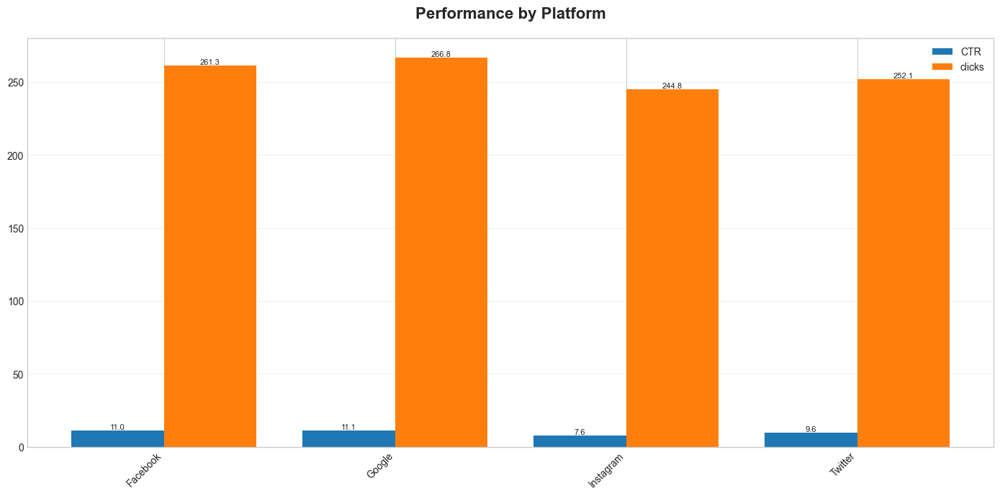 Performance by Platform
CTR
clicks
261.3
266.8
244.8
252.1
11.0
11.1
7.6
9.6
250
200
150
100
50
0
Facebook
Google
Instagram
Twitter